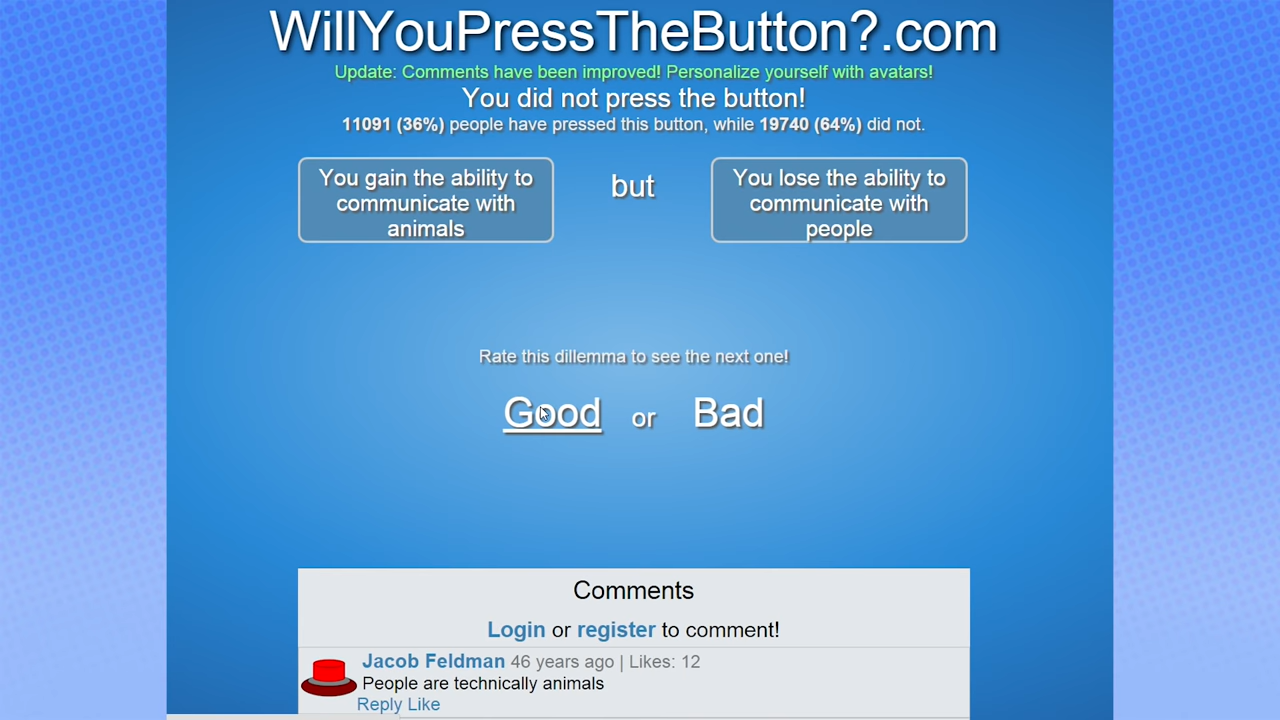 WillYouPressTheButton?.com
Update: Comments have been improved! Personalize yourself with avatars!
You did not press the button!
11091 (36%) people have pressed this button, while 19740 (64%) did not.
You gain the ability to
communicate with
animals
but
You lose the ability to
communicate with
people
Rate this dillemma to see the next one!
Good or Bad
Comments
Login or register to comment!
Jacob Feldman 46 years ago | Likes: 12
People are technically animals
Reply Like